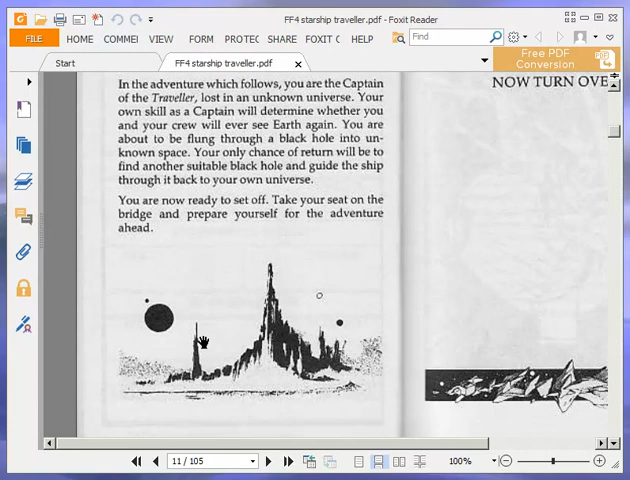 FF4 starship traveller.pdf - Foxit Reader
FILE HOME COMMEI VIEW FORM PROTEC SHARE FOXIT C HELP Find
Start FF4 starship traveller.pdf Free PDF
Conversion
In the adventure which follows, you are the Captain
of the Traveller, lost in an unknown universe. Your
own skill as a Captain will determine whether you
and your crew will ever see Earth again. You are
about to be flung through a black hole into un-
known space. Your only chance of return will be to
find another suitable black hole and guide the ship
through it back to your own universe.
You are now ready to set off. Take your seat on the
bridge and prepare yourself for the adventure
ahead.
NOW TURN OVE
11 / 105 100%